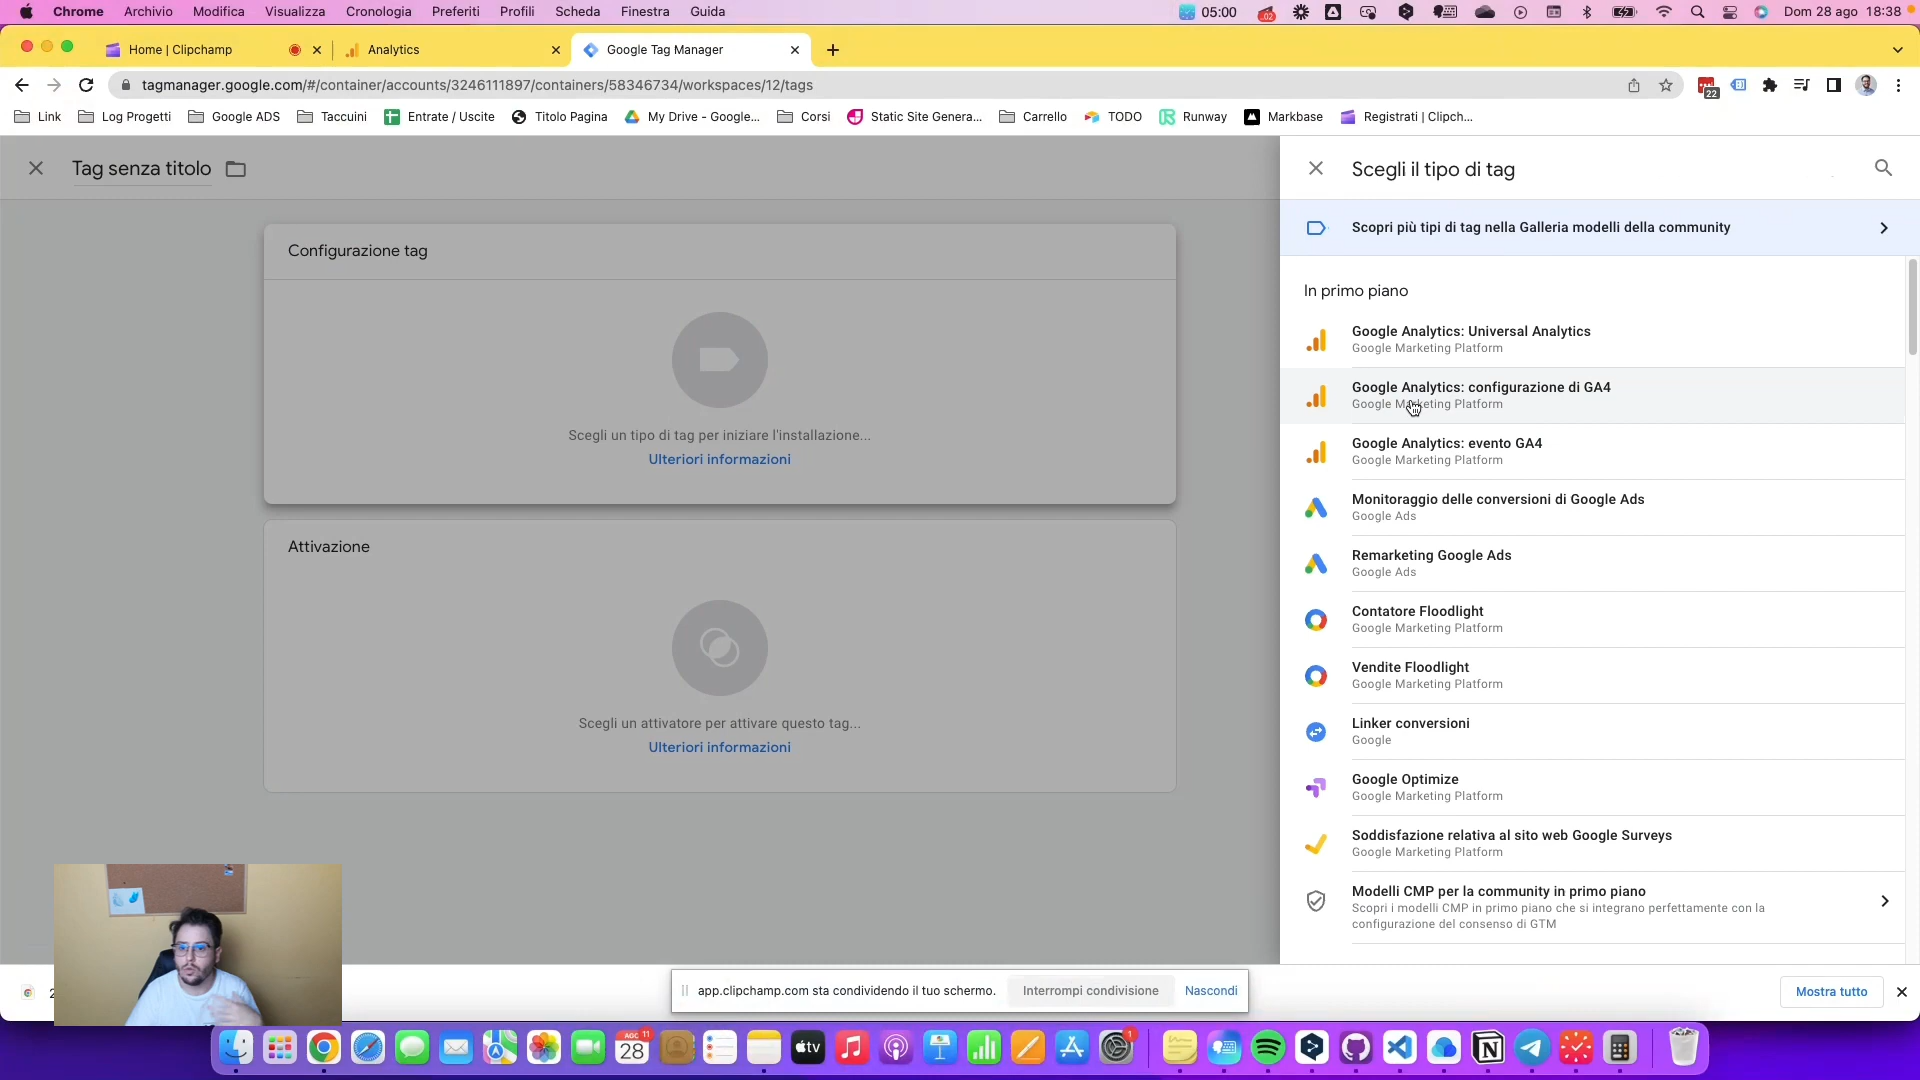 Chrome Archivio Modifica Visualizza Cronologia Preferiti Profili Scheda Finestra Guida 05:00 Dom 28 ago 18:38
Home | Clipchamp Analytics Google Tag Manager
tagmanager.google.com/#/container/accounts/3246111897/containers/58346734/workspaces/12/tags 22
Link Log Progetti Google ADS Taccuini Entrate / Uscite Titolo Pagina My Drive - Google... Corsi Static Site Genera... Carrello TODO Runway Markbase Registrati | Clipch...
Tag senza titolo
Configurazione tag
Scegli un tipo di tag per iniziare l'installazione...
Ulteriori informazioni
Attivazione
Scegli un attivatore per attivare questo tag...
Ulteriori informazioni
Scegli il tipo di tag
Scopri più tipi di tag nella Galleria modelli della community
In primo piano
Google Analytics: Universal Analytics
Google Marketing Platform
Google Analytics: configurazione di GA4
Google Marketing Platform
Google Analytics: evento GA4
Google Marketing Platform
Monitoraggio delle conversioni di Google Ads
Google Ads
Remarketing Google Ads
Google Ads
Contatore Floodlight
Google Marketing Platform
Vendite Floodlight
Google Marketing Platform
Linker conversioni
Google
Google Optimize
Google Marketing Platform
Soddisfazione relativa al sito web Google Surveys
Google Marketing Platform
Modelli CMP per la community in primo piano
Scopri i modelli CMP in primo piano che si integrano perfettamente con la
configurazione del consenso di GTM
app.clipchamp.com sta condividendo il tuo schermo. Interrompi condivisione Nascondi
Mostra tutto
AGO 11
28
tv
1